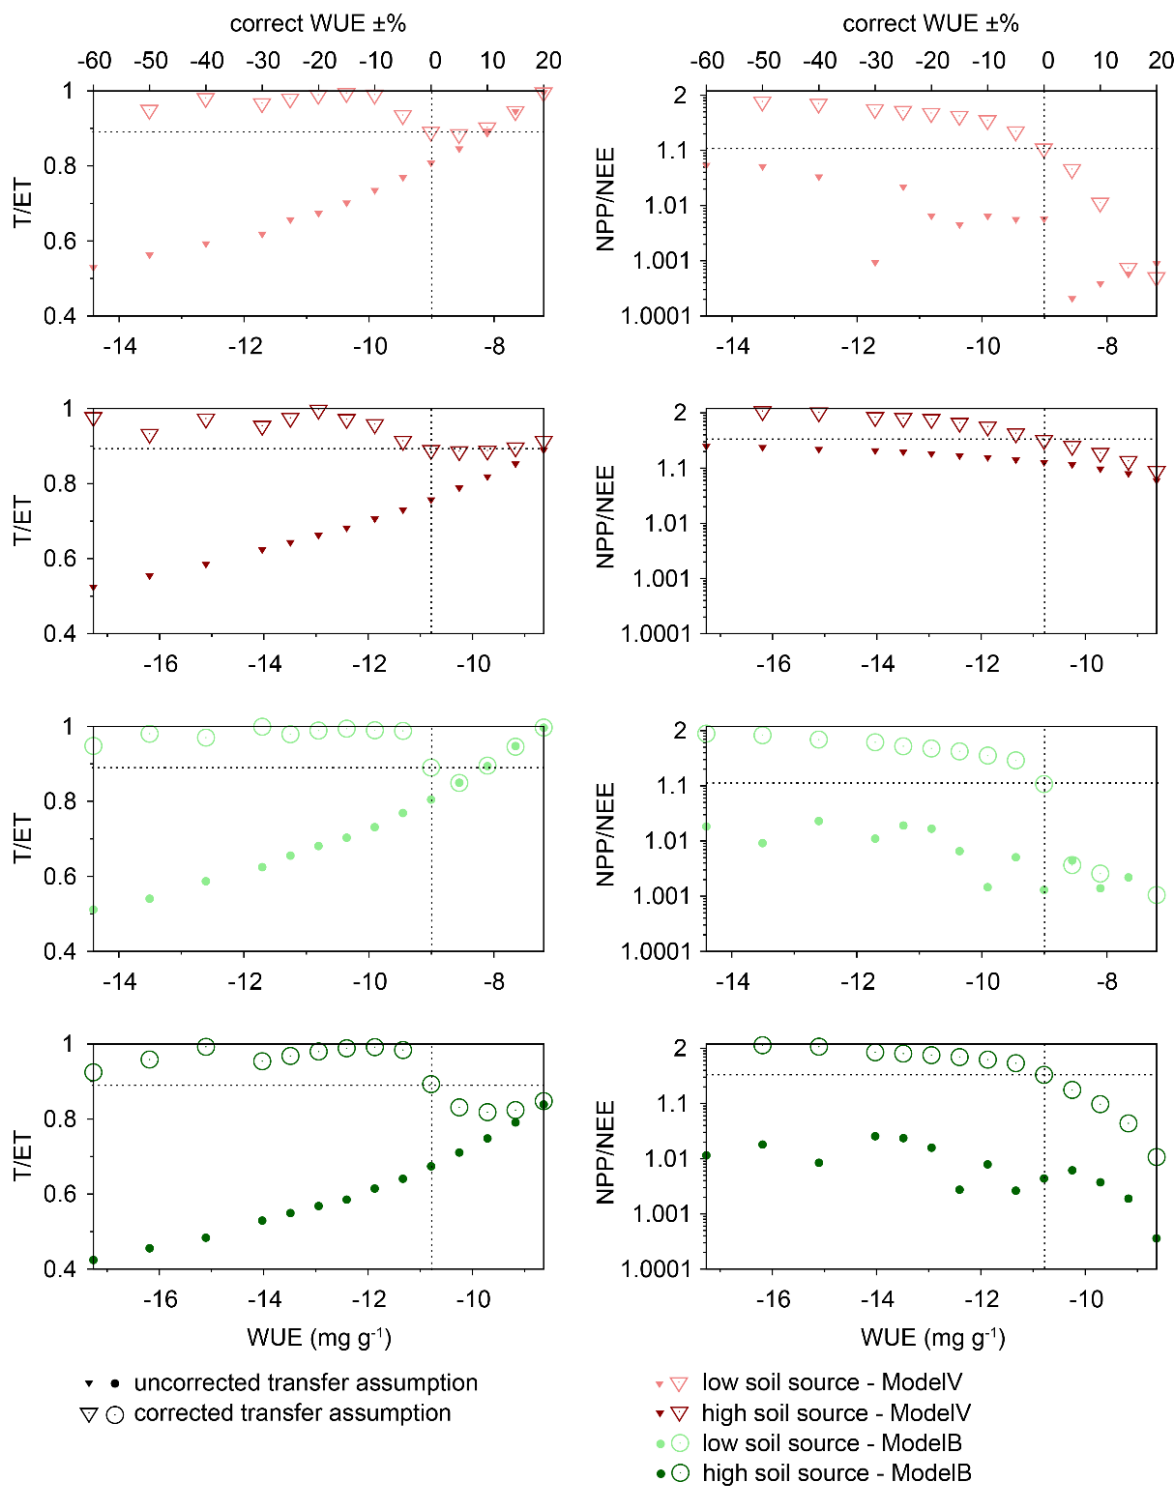 correct WUE ±%
correct WUE ±%
-60 -50 -40 -30 -20 -10 0 10 20
-60 -50 -40 -30 -20 -10 0 10 20
T/ET
1
0.8
0.6
0.4
-14 -12 -10 -8
NPP/NEE
2
1.1
1.01
1.001
1.0001
-14 -12 -10 -8
T/ET
1
0.8
0.6
0.4
-16 -14 -12 -10
NPP/NEE
2
1.1
1.01
1.001
1.0001
-16 -14 -12 -10
T/ET
1
0.8
0.6
0.4
-14 -12 -10 -8
NPP/NEE
2
1.1
1.01
1.001
1.0001
-14 -12 -10 -8
T/ET
1
0.8
0.6
0.4
-16 -14 -12 -10
WUE (mg g⁻¹)
NPP/NEE
2
1.1
1.01
1.001
1.0001
-16 -14 -12 -10
WUE (mg g⁻¹)
uncorrected transfer assumption
corrected transfer assumption
low soil source - ModelV
high soil source - ModelV
low soil source - ModelB
high soil source - ModelB